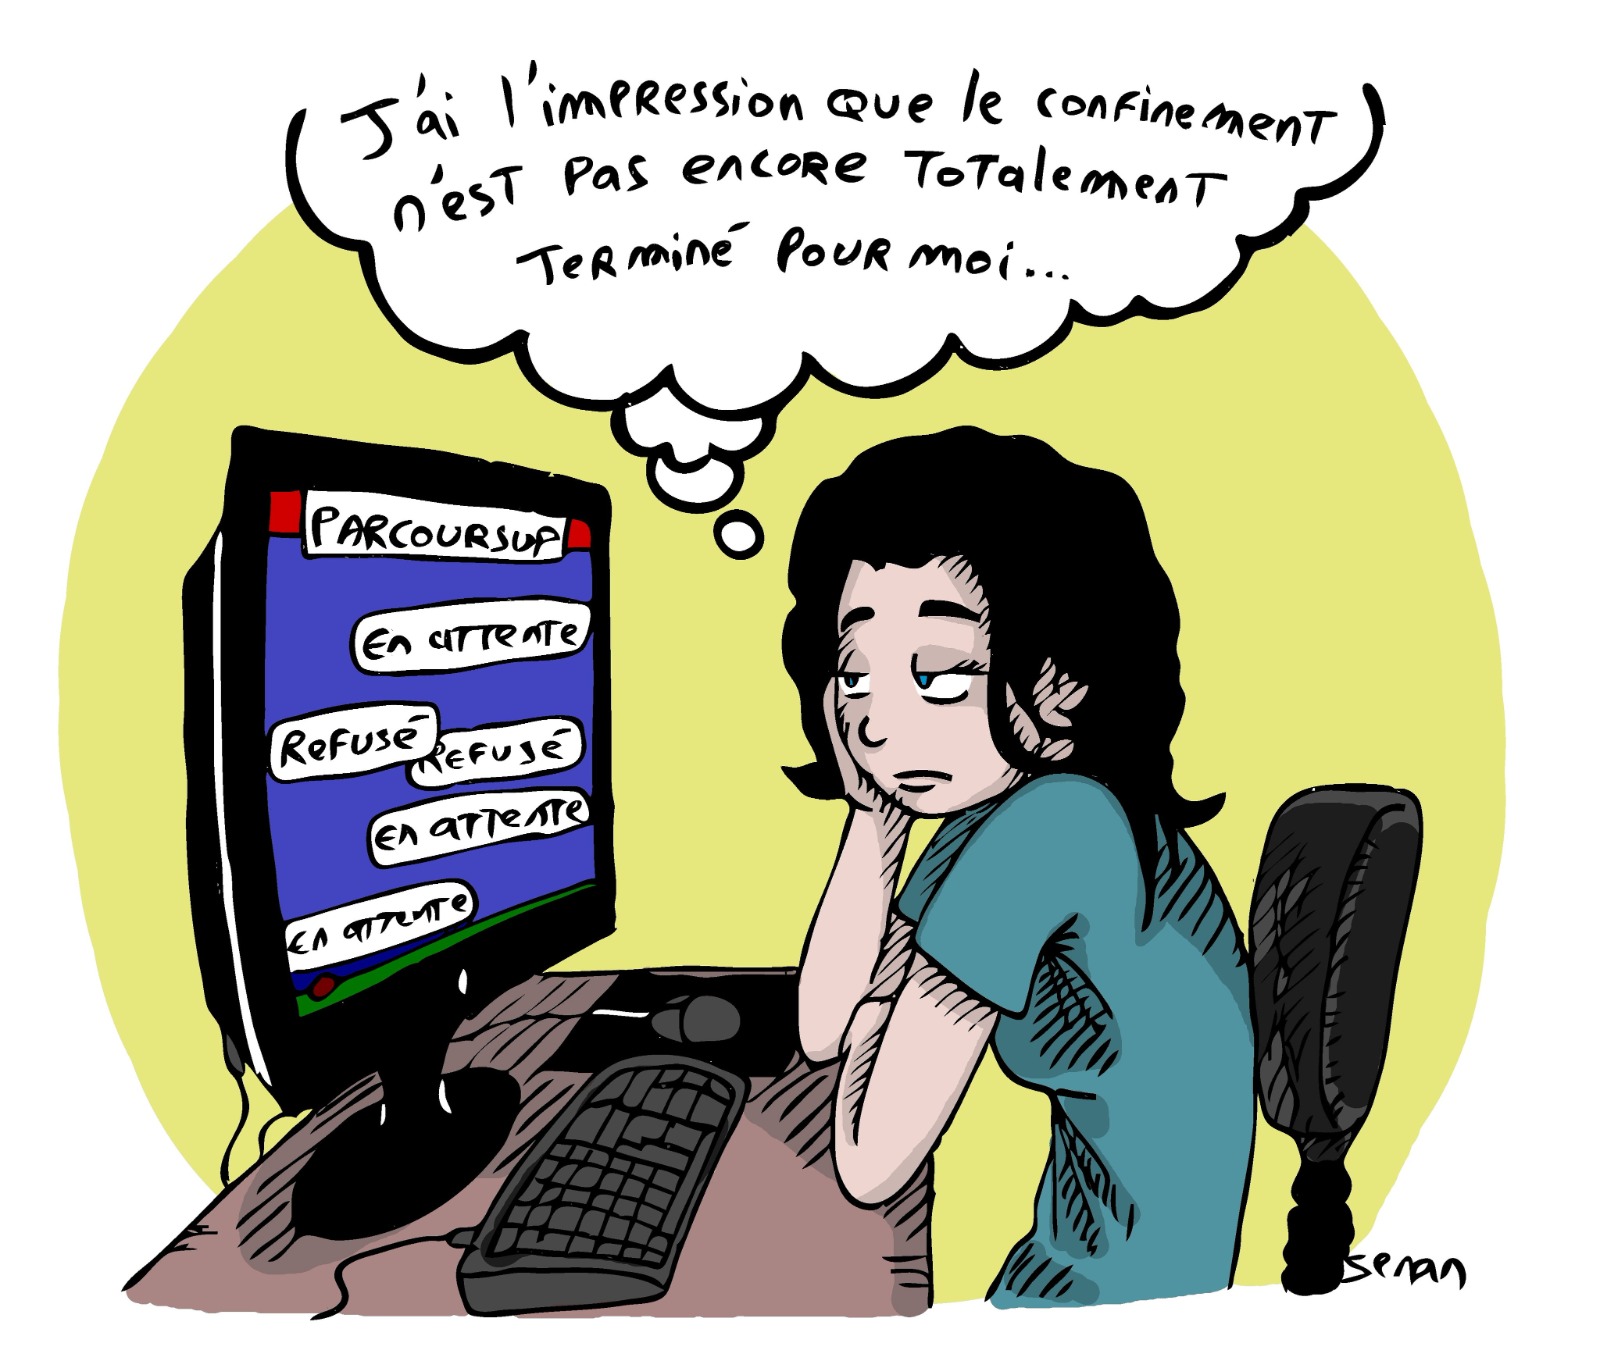 J'ai l'impression que le confinement
n'est pas encore totalement
terminé pour moi...
PARCOURSUP
En attente
Refusé
Refusé
En attente
En attente
senan